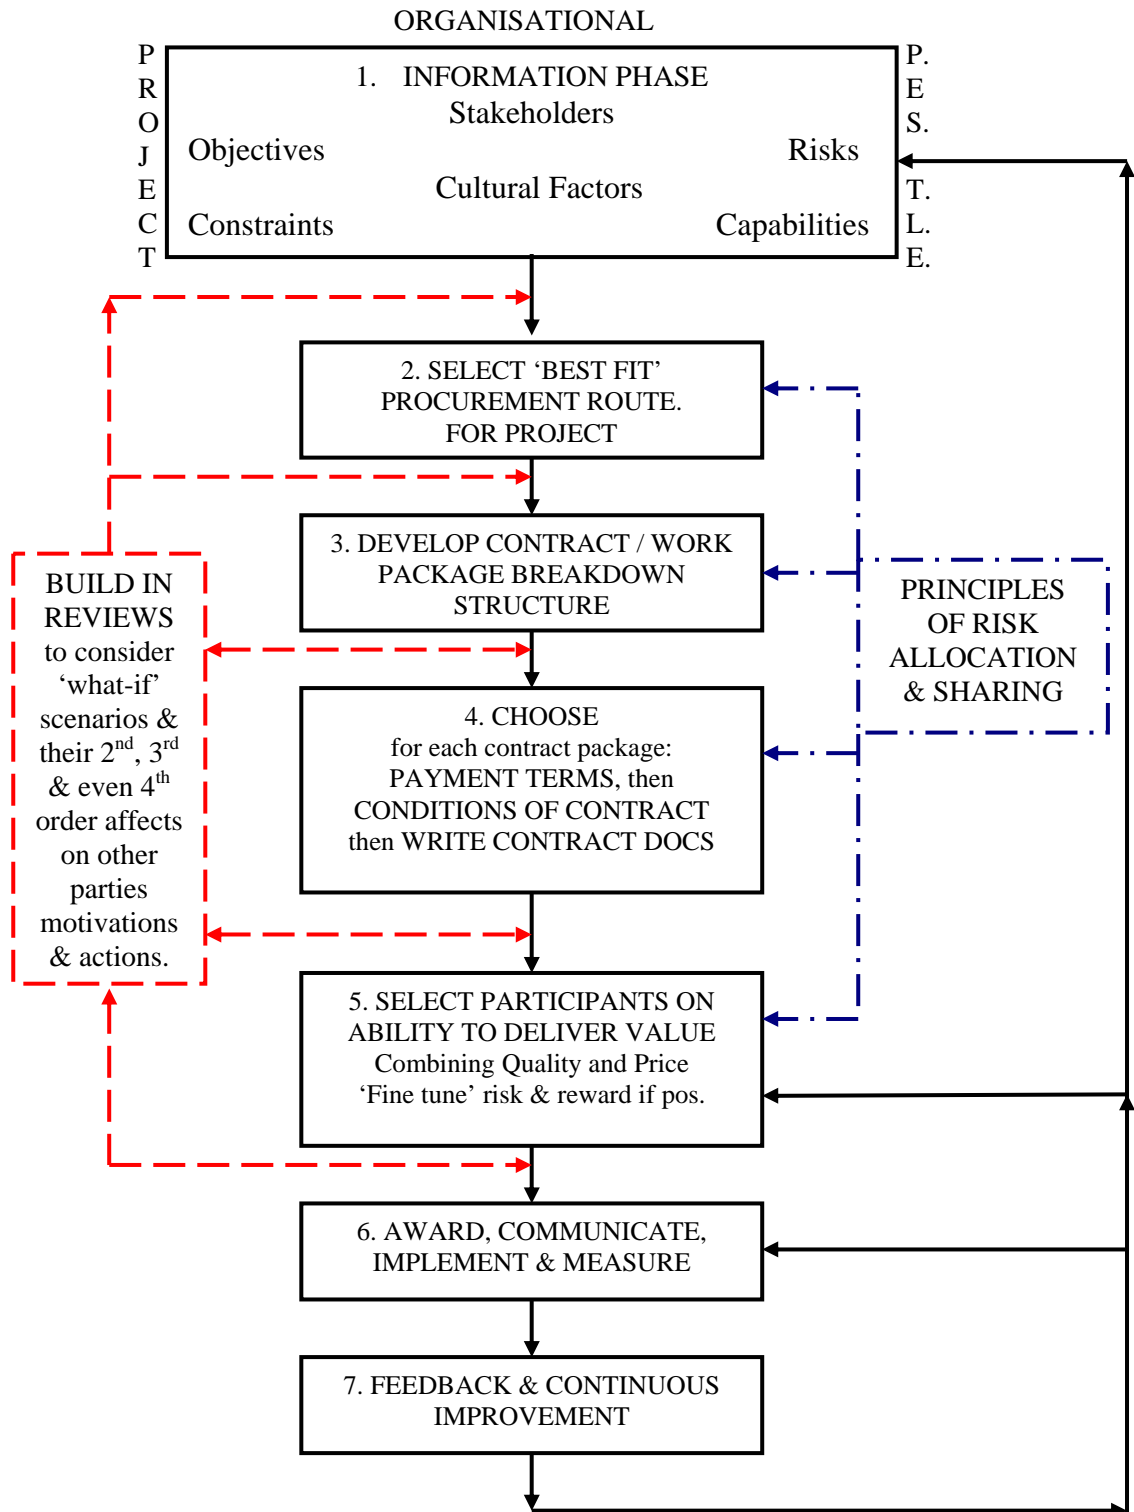 ORGANISATIONAL
PROJECT
P.E.S.T.L.E.
1. INFORMATION PHASE
Stakeholders
Objectives
Risks
Cultural Factors
Constraints
Capabilities
2. SELECT ‘BEST FIT’
PROCUREMENT ROUTE.
FOR PROJECT
3. DEVELOP CONTRACT / WORK
PACKAGE BREAKDOWN
STRUCTURE
BUILD IN
REVIEWS
to consider
‘what-if’
scenarios &
their 2nd, 3rd
& even 4th
order affects
on other
parties
motivations
& actions.
PRINCIPLES
OF RISK
ALLOCATION
& SHARING
4. CHOOSE
for each contract package:
PAYMENT TERMS, then
CONDITIONS OF CONTRACT
then WRITE CONTRACT DOCS
5. SELECT PARTICIPANTS ON
ABILITY TO DELIVER VALUE
Combining Quality and Price
‘Fine tune’ risk & reward if pos.
6. AWARD, COMMUNICATE,
IMPLEMENT & MEASURE
7. FEEDBACK & CONTINUOUS
IMPROVEMENT